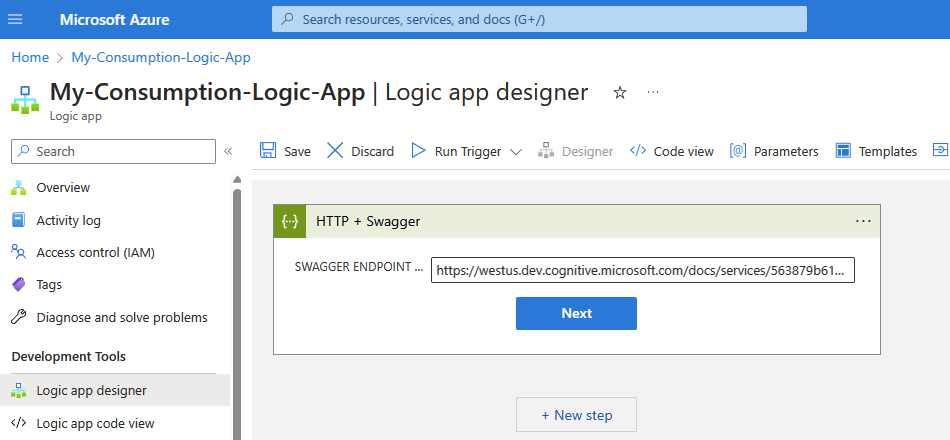 Microsoft Azure
Search resources, services, and docs (G+/)
Home > My-Consumption-Logic-App
My-Consumption-Logic-App | Logic app designer ☆ ···
Logic app
Search «
Save Discard Run Trigger Designer Code view Parameters Templates
Overview
Activity log
Access control (IAM)
Tags
Diagnose and solve problems
Development Tools
Logic app designer
Logic app code view
HTTP + Swagger ···
SWAGGER ENDPOINT ... https://westus.dev.cognitive.microsoft.com/docs/services/563879b61...
Next
+ New step